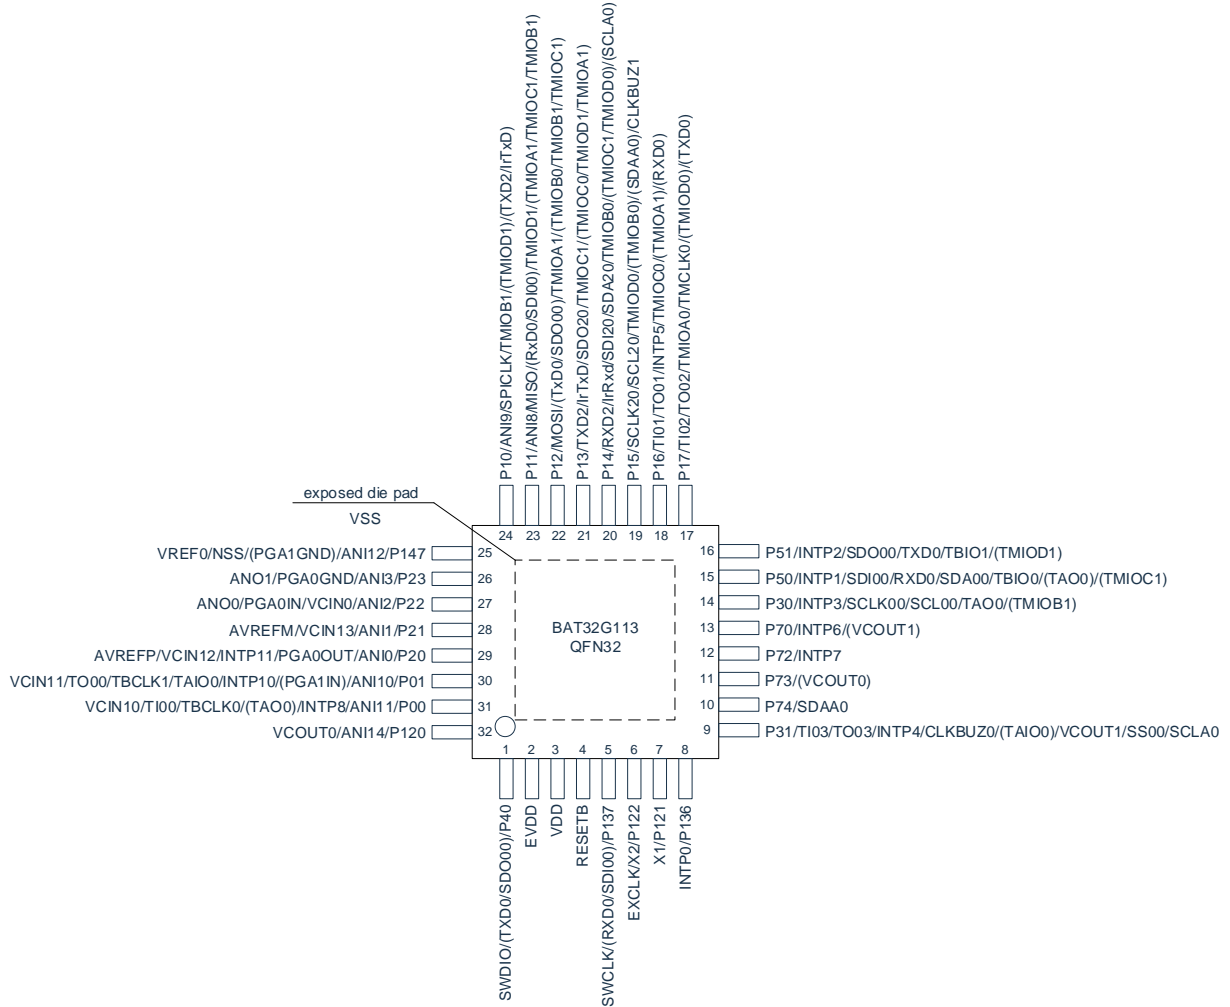 P10/ANI9/SPICLK/TMIOB1/(TMIOD1)/(TXD2/IrTxD)
P11/ANI8/MISO/(RxD0/SDI00)/TMIOD1/(TMIOA1/TMIOC1/TMIOB1)
P12/MOSI/(TxD0/SDO00)/TMIOA1/(TMIOB0/TMIOB1/TMIOC1)
P13/TXD2/IrTxD/SDO20/TMIOC1/(TMIOC0/TMIOD1/TMIOA1)
P14/RXD2/IrRxd/SDI20/SDA20/TMIOB0/(TMIOC1/TMIOD0)/(SCLA0)
P15/SCLK20/SCL20/TMIOD0/(TMIOB0)/(SDAA0)/CLKBUZ1
P16/TI01/TO01/INTP5/TMIOC0/(TMIOA1)/(RXD0)
P17/TI02/TO02/TMIOA0/TMCLK0/(TMIOD0)/(TXD0)
exposed die pad
VSS
24 23 22 21 20 19 18 17
VREF0/NSS/(PGA1GND)/ANI12/P147 25
ANO1/PGA0GND/ANI3/P23 26
ANO0/PGA0IN/VCIN0/ANI2/P22 27
AVREFM/VCIN13/ANI1/P21 28
AVREFP/VCIN12/INTP11/PGA0OUT/ANI0/P20 29
VCIN11/TO00/TBCLK1/TAIO0/INTP10/(PGA1IN)/ANI10/P01 30
VCIN10/TI00/TBCLK0/(TAO0)/INTP8/ANI11/P00 31
VCOUT0/ANI14/P120 32
BAT32G113
QFN32
16 P51/INTP2/SDO00/TXD0/TBIO1/(TMIOD1)
15 P50/INTP1/SDI00/RXD0/SDA00/TBIO0/(TAO0)/(TMIOC1)
14 P30/INTP3/SCLK00/SCL00/TAO0/(TMIOB1)
13 P70/INTP6/(VCOUT1)
12 P72/INTP7
11 P73/(VCOUT0)
10 P74/SDAA0
9 P31/TI03/TO03/INTP4/CLKBUZ0/(TAIO0)/VCOUT1/SS00/SCLA0
1 2 3 4 5 6 7 8
SWDIO/(TXD0/SDO00)/P40
EVDD
VDD
RESETB
SWCLK/(RXD0/SDI00)/P137
EXCLK/X2/P122
X1/P121
INTP0/P136